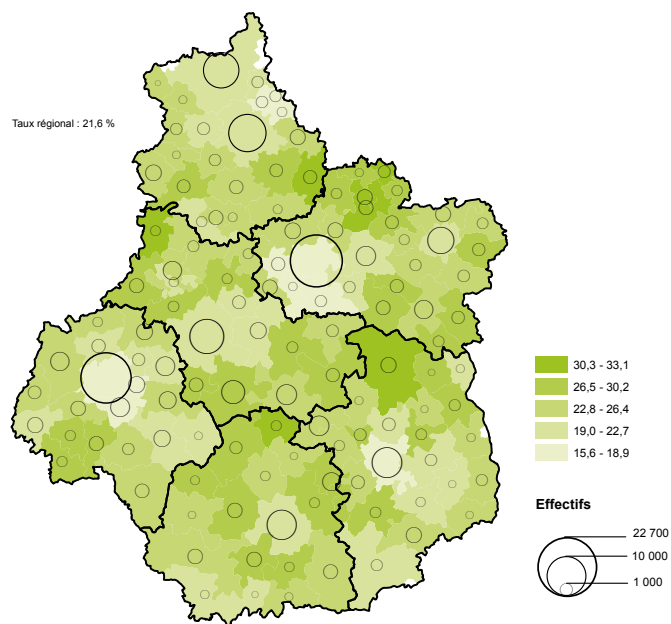 Taux régional : 21,6 %
30,3 - 33,1
26,5 - 30,2
22,8 - 26,4
19,0 - 22,7
15,6 - 18,9
Effectifs
22 700
10 000
1 000